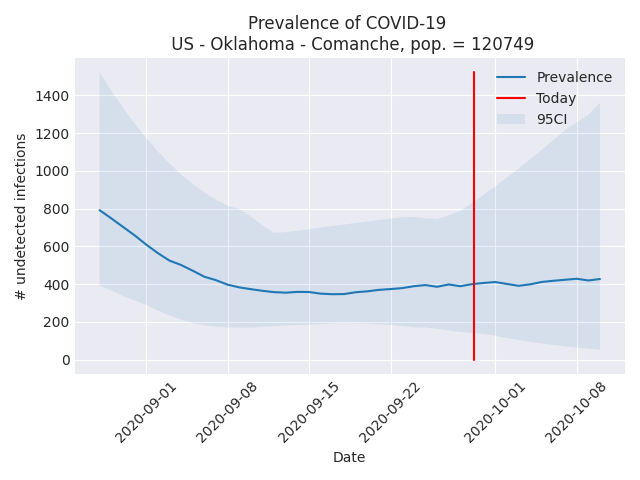 Prevalence of COVID-19
US - Oklahoma - Comanche, pop. = 120749
Prevalence
Today
95CI
# undetected infections
1400
1200
1000
800
600
400
200
0
2020-09-01
2020-09-08
2020-09-15
2020-09-22
2020-10-01
2020-10-08
Date